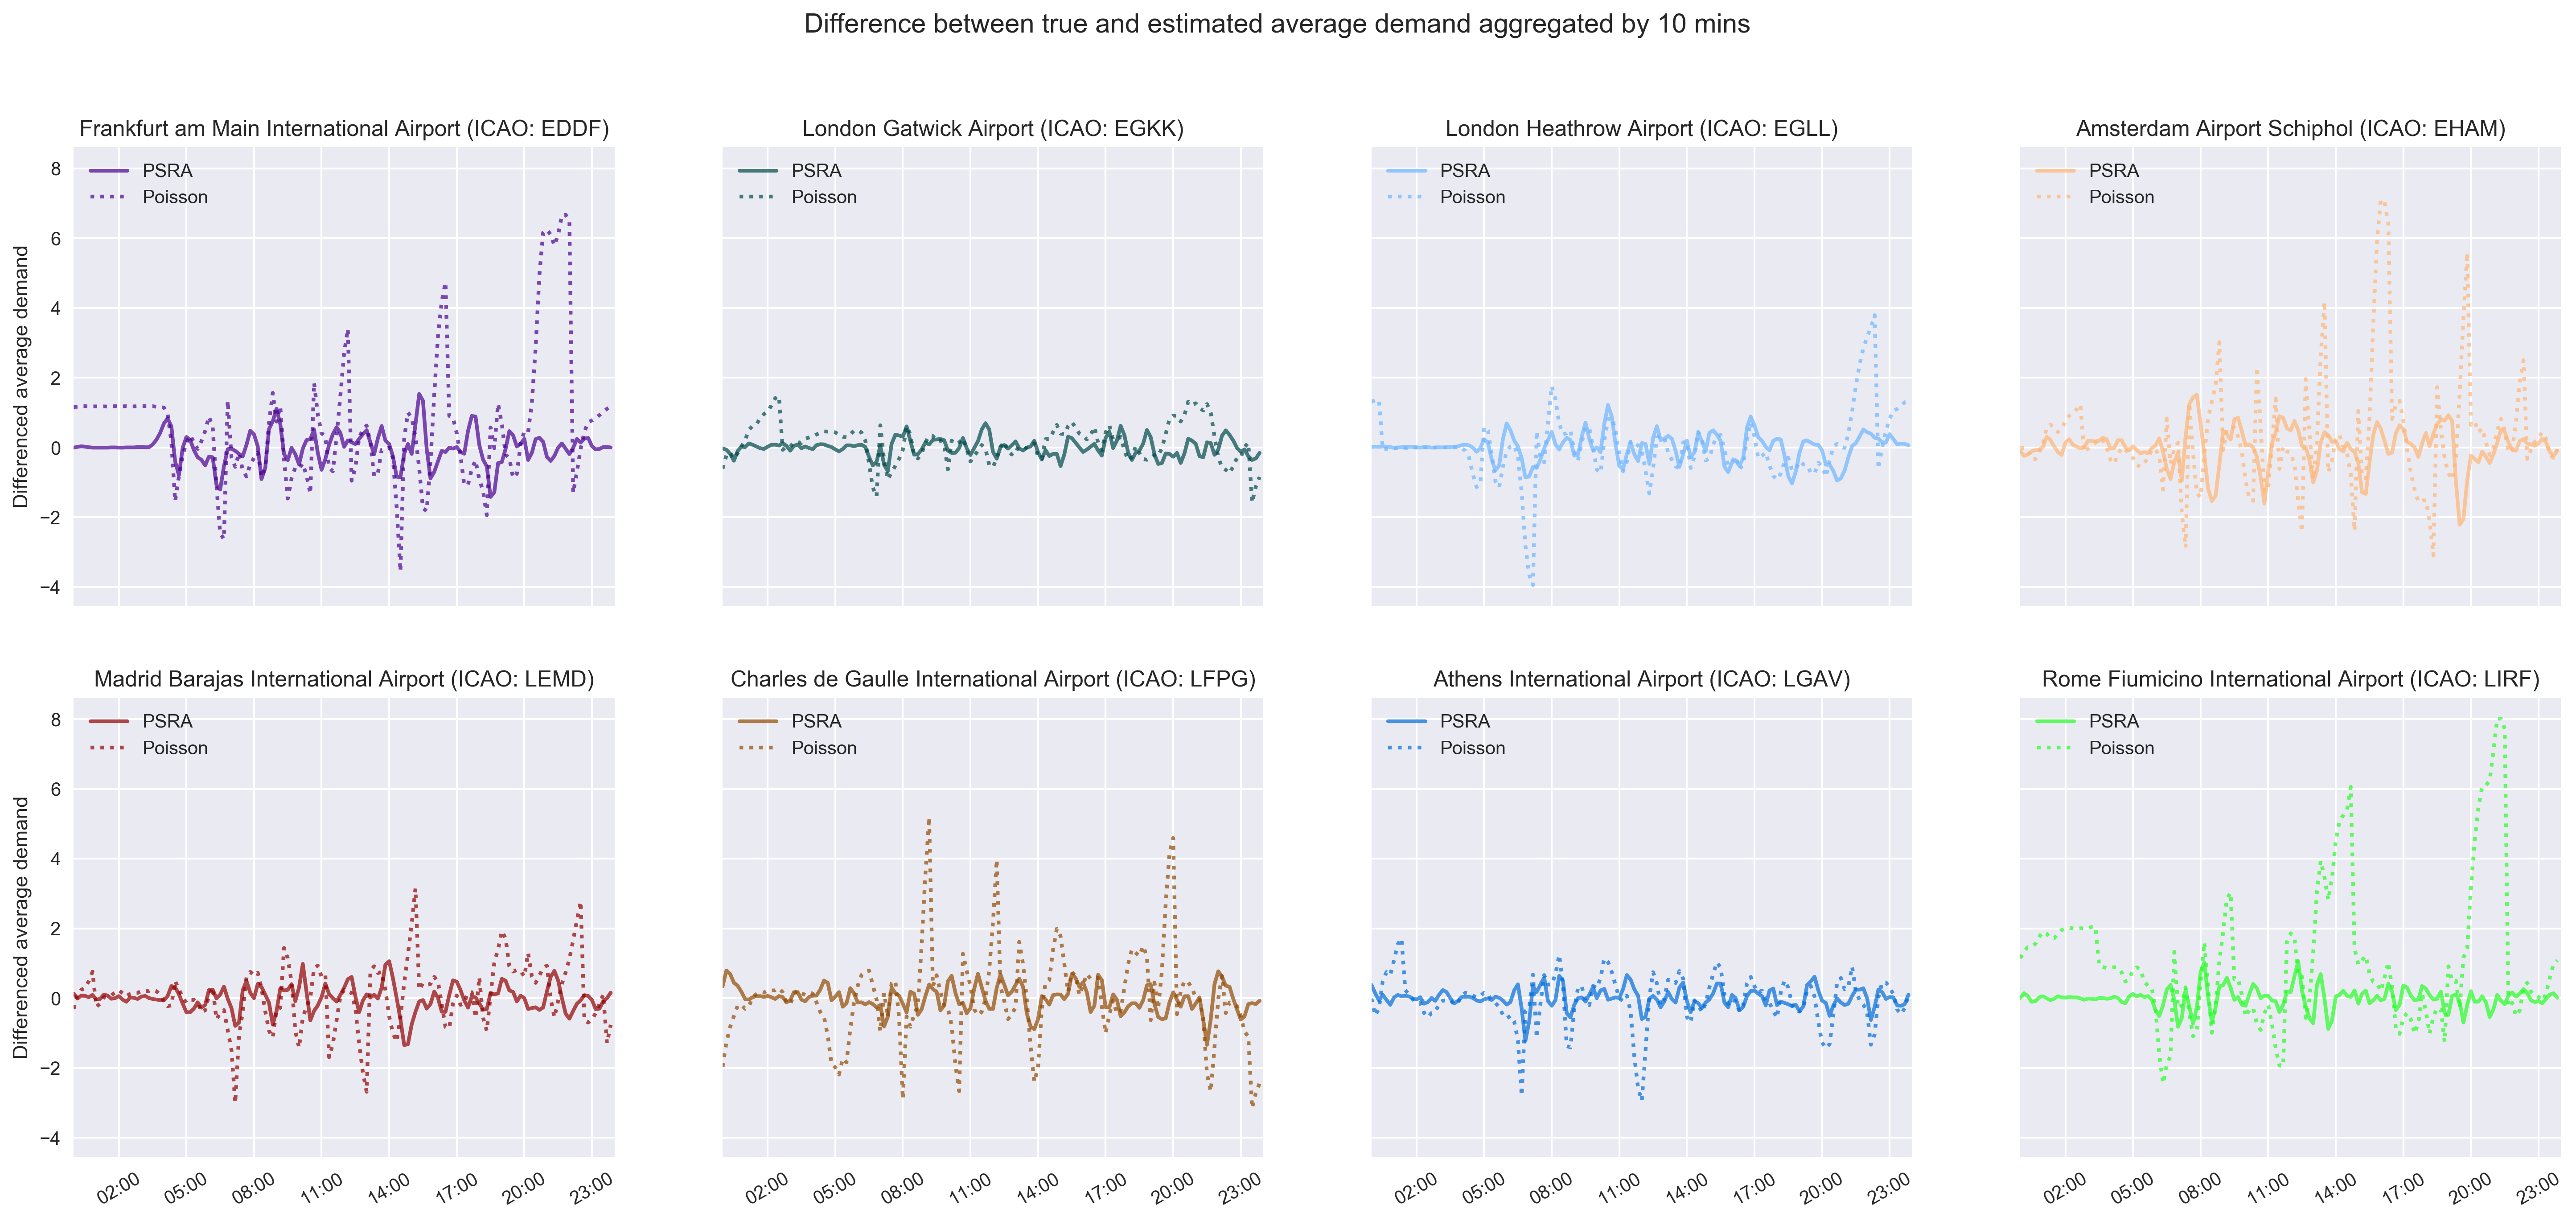 Difference between true and estimated average demand aggregated by 10 mins
Frankfurt am Main International Airport (ICAO: EDDF)
London Gatwick Airport (ICAO: EGKK)
London Heathrow Airport (ICAO: EGLL)
Amsterdam Airport Schiphol (ICAO: EHAM)
PSRA
Poisson
PSRA
Poisson
PSRA
Poisson
PSRA
Poisson
Differenced average demand
8
6
4
2
0
−2
−4
Madrid Barajas International Airport (ICAO: LEMD)
Charles de Gaulle International Airport (ICAO: LFPG)
Athens International Airport (ICAO: LGAV)
Rome Fiumicino International Airport (ICAO: LIRF)
PSRA
Poisson
PSRA
Poisson
PSRA
Poisson
PSRA
Poisson
Differenced average demand
8
6
4
2
0
−2
−4
02:00 05:00 08:00 11:00 14:00 17:00 20:00 23:00
02:00 05:00 08:00 11:00 14:00 17:00 20:00 23:00
02:00 05:00 08:00 11:00 14:00 17:00 20:00 23:00
02:00 05:00 08:00 11:00 14:00 17:00 20:00 23:00